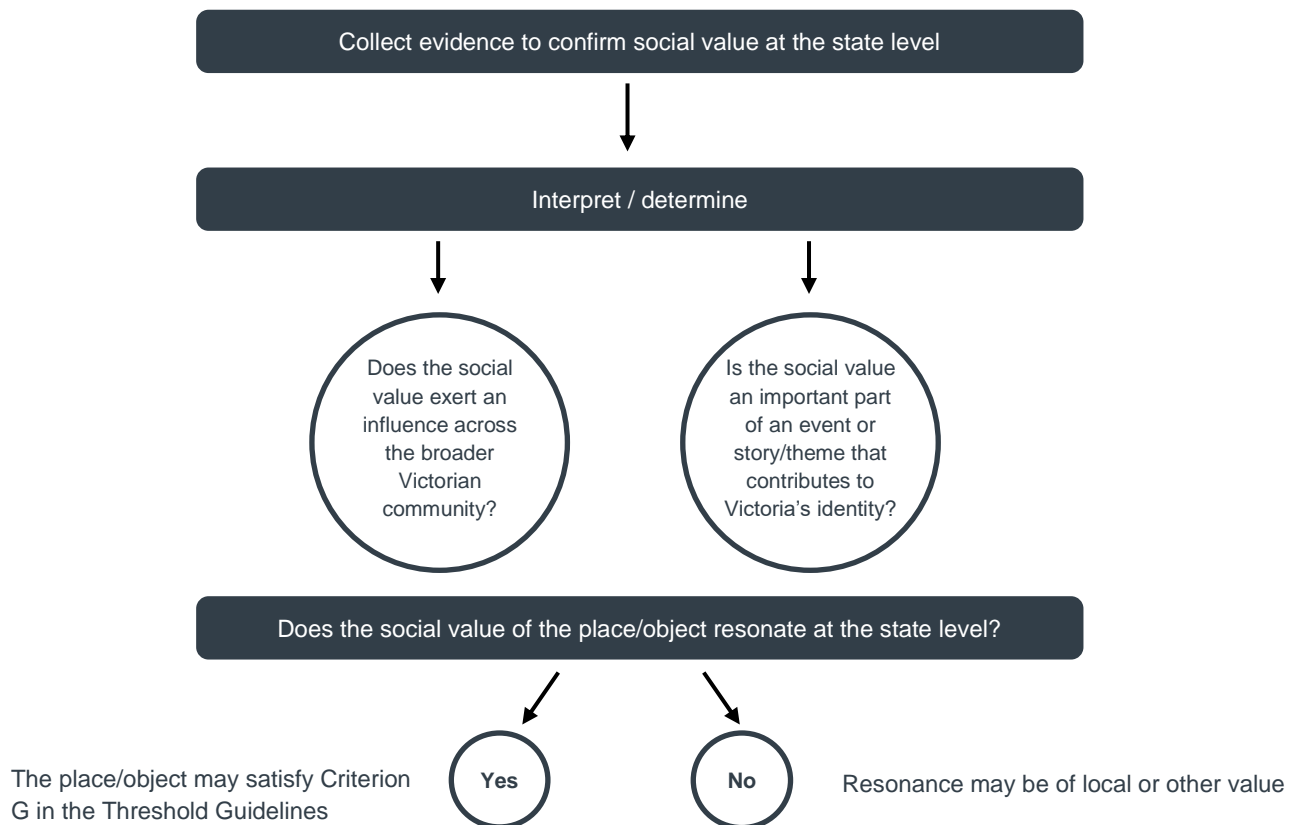 Collect evidence to confirm social value at the state level
Interpret / determine
Does the social
value exert an
influence across
the broader
Victorian
community?
Is the social value
an important part
of an event or
story/theme that
contributes to
Victoria’s identity?
Does the social value of the place/object resonate at the state level?
The place/object may satisfy Criterion
G in the Threshold Guidelines
Yes
No
Resonance may be of local or other value